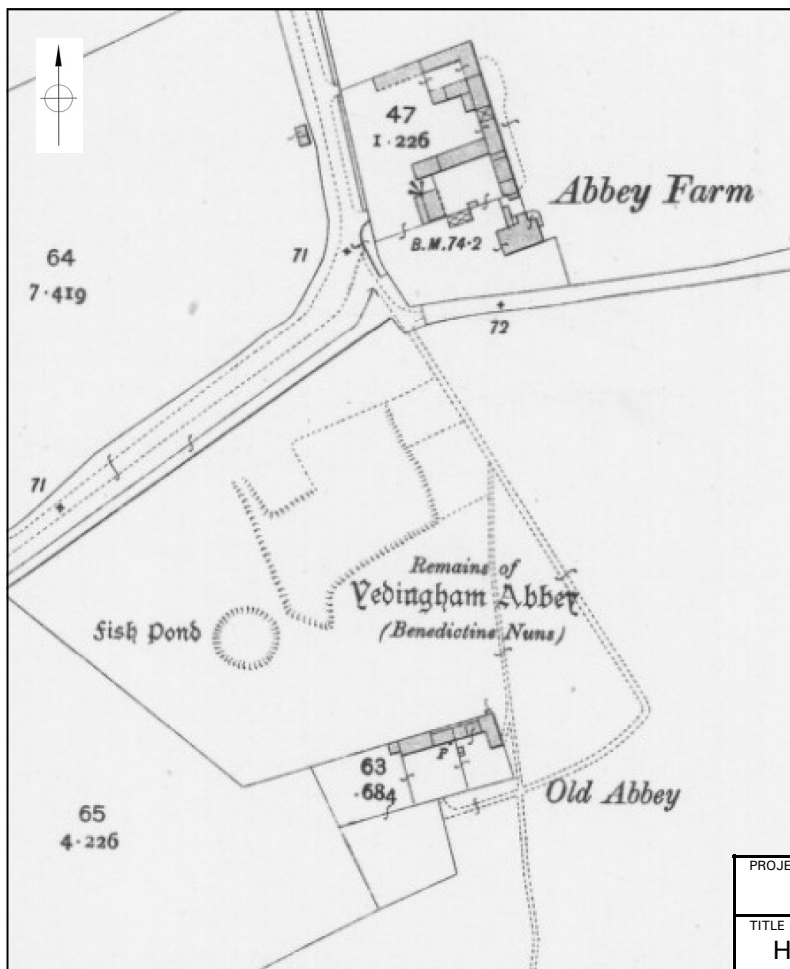 47
1·226
Abbey Farm
B.M.74·2
71
64
7·419
72
71
Remains of
Yedingham Abbey
(Benedictine Nuns)
Fish Pond
P
63
·684
Old Abbey
65
4·226
TITLE